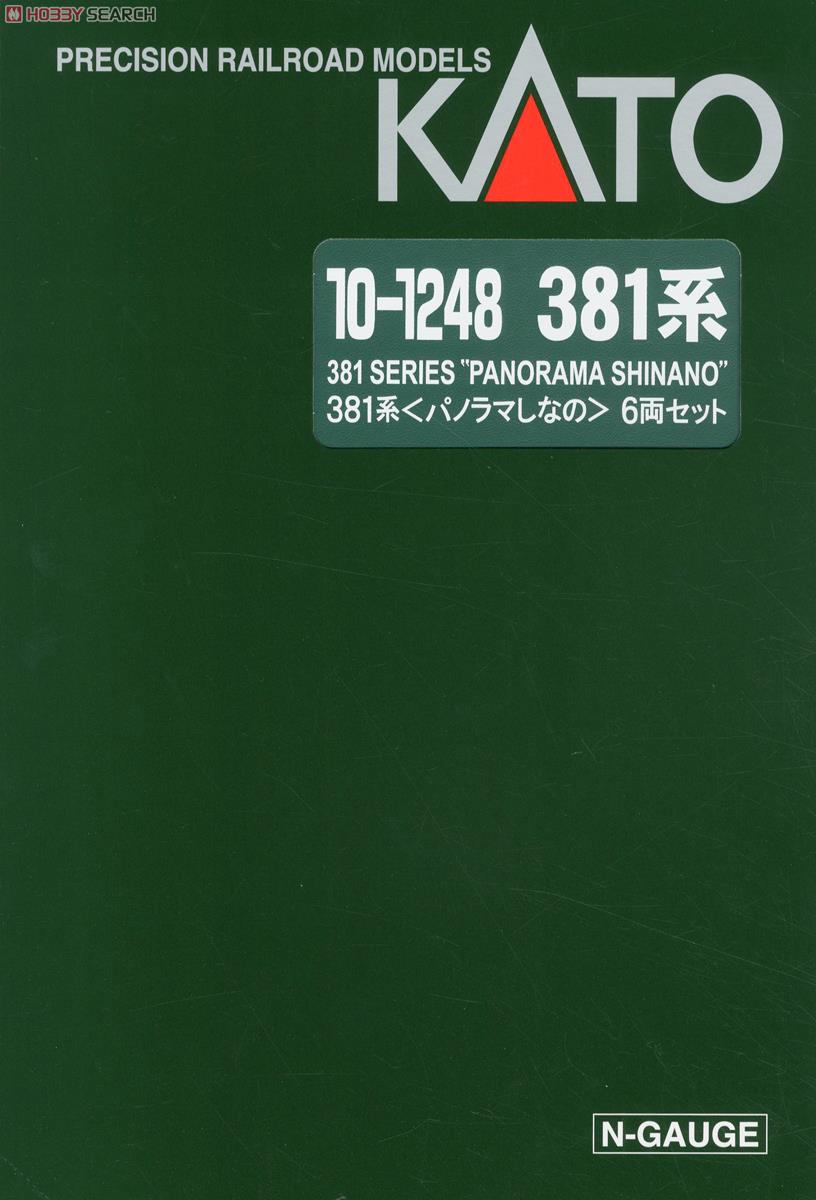 HOBBY SEARCH
PRECISION RAILROAD MODELS
KATO
10-1248 381系
381 SERIES “PANORAMA SHINANO”
381系<パノラマしなの> 6両セット
N-GAUGE